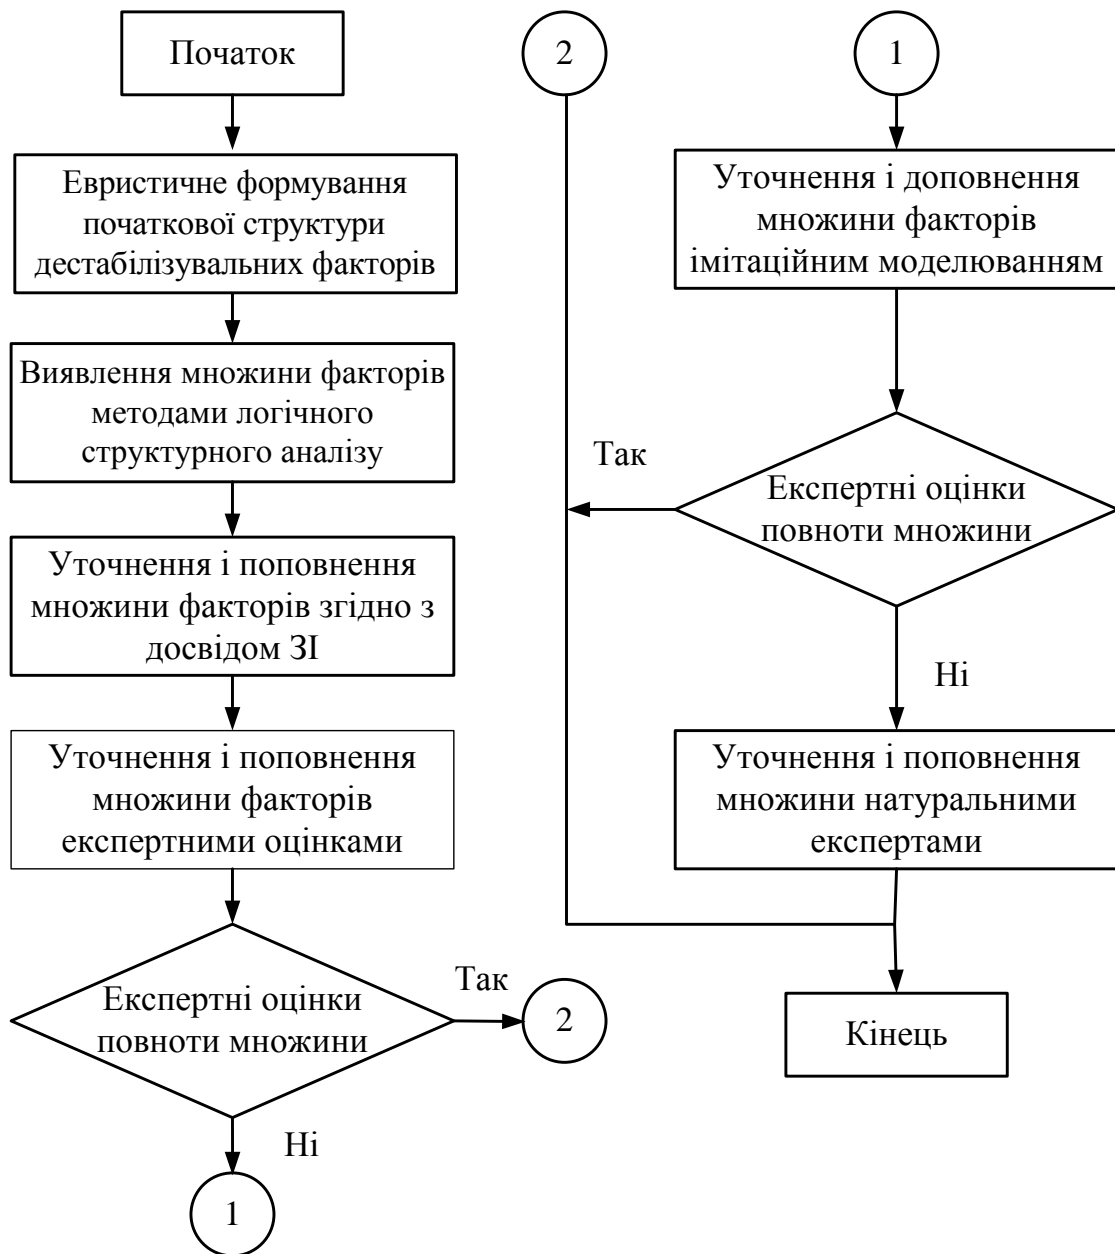 Початок
Евристичне формування
початкової структури
дестабілізувальних факторів
Виявлення множини факторів
методами логічного
структурного аналізу
Уточнення і поповнення
множини факторів згідно з
досвідом ЗІ
Уточнення і поповнення
множини факторів
експертними оцінками
Експертні оцінки
повноти множини
Так
2
Ні
1
2
1
Уточнення і доповнення
множини факторів
імітаційним моделюванням
Так
Експертні оцінки
повноти множини
Ні
Уточнення і поповнення
множини натуральними
експертами
Кінець